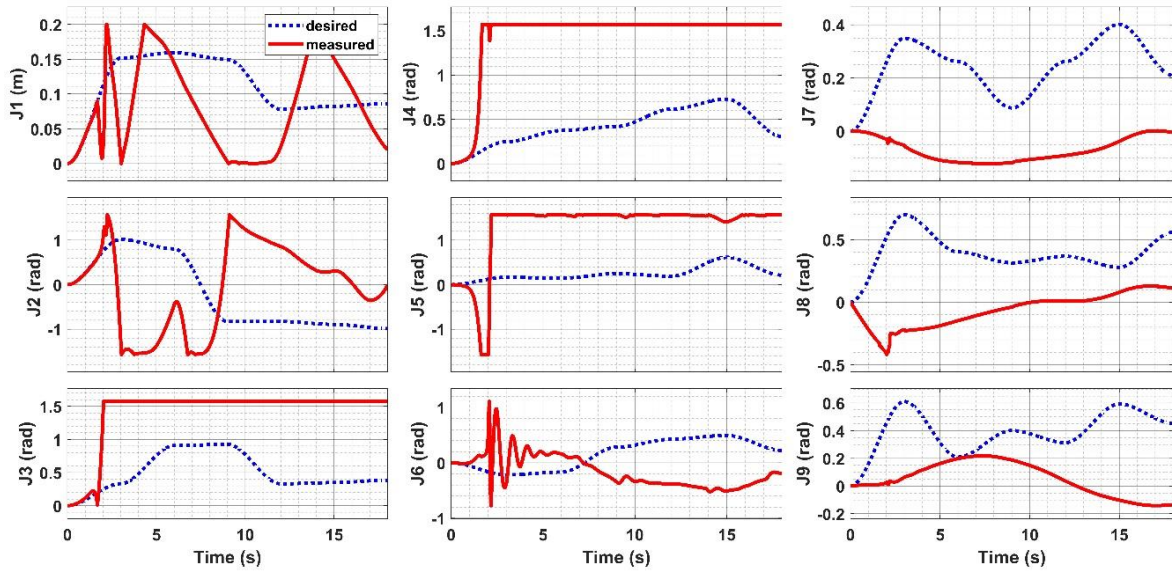 desired
measured
J1 (m)
0.2
0.15
0.1
0.05
0
J4 (rad)
1.5
1
0.5
0
J7 (rad)
0.4
0.2
0
J2 (rad)
1
0
-1
J5 (rad)
1
0
-1
J8 (rad)
0.5
0
-0.5
J3 (rad)
1.5
1
0.5
0
0 5 10 15
Time (s)
J6 (rad)
1
0
-1
0 5 10 15
Time (s)
J9 (rad)
0.6
0.4
0.2
0
-0.2
0 5 10 15
Time (s)